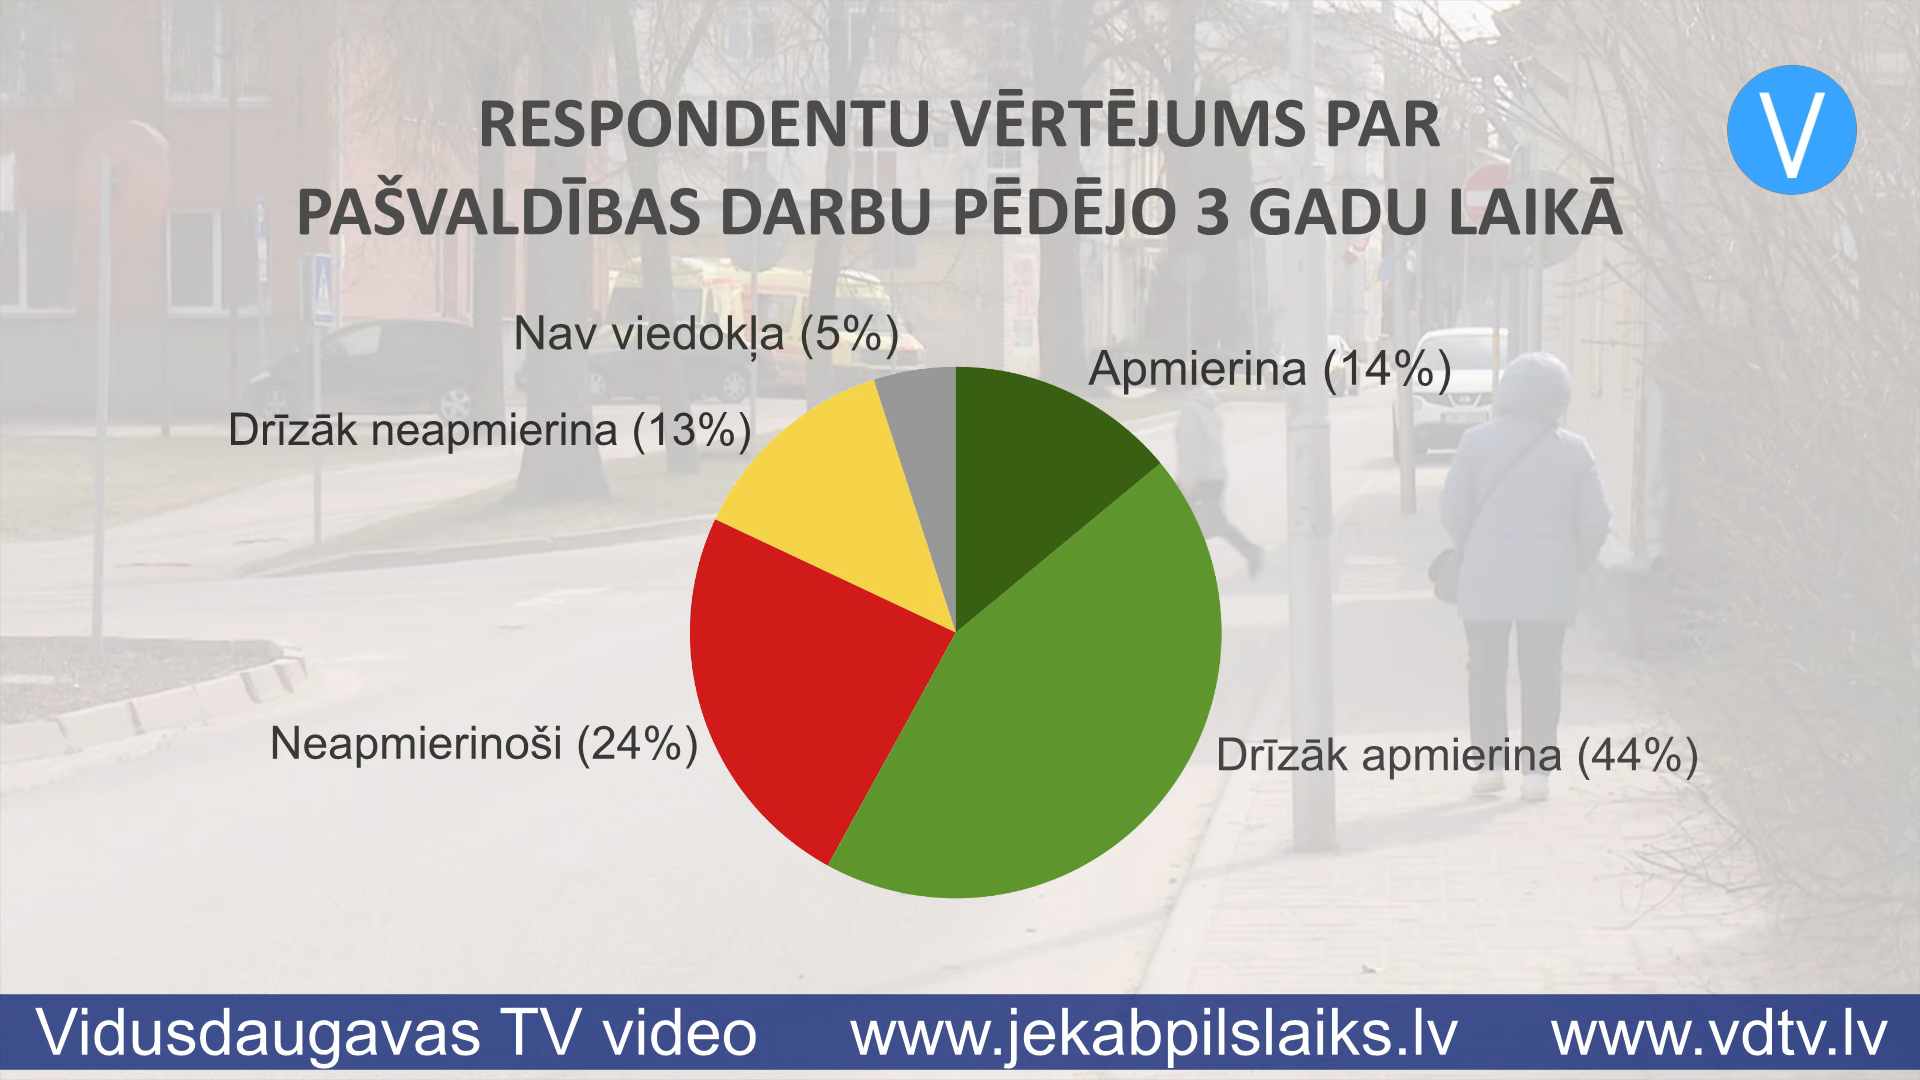 RESPONDENTU VĒRTĒJUMS PAR
PAŠVALDĪBAS DARBU PĒDĒJO 3 GADU LAIKĀ
V
Nav viedokļa (5%)
Apmierina (14%)
Drīzāk neapmierina (13%)
Neapmierinoši (24%)
Drīzāk apmierina (44%)
Vidusdaugavas TV video www.jekabpilslaiks.lv www.vdtv.lv